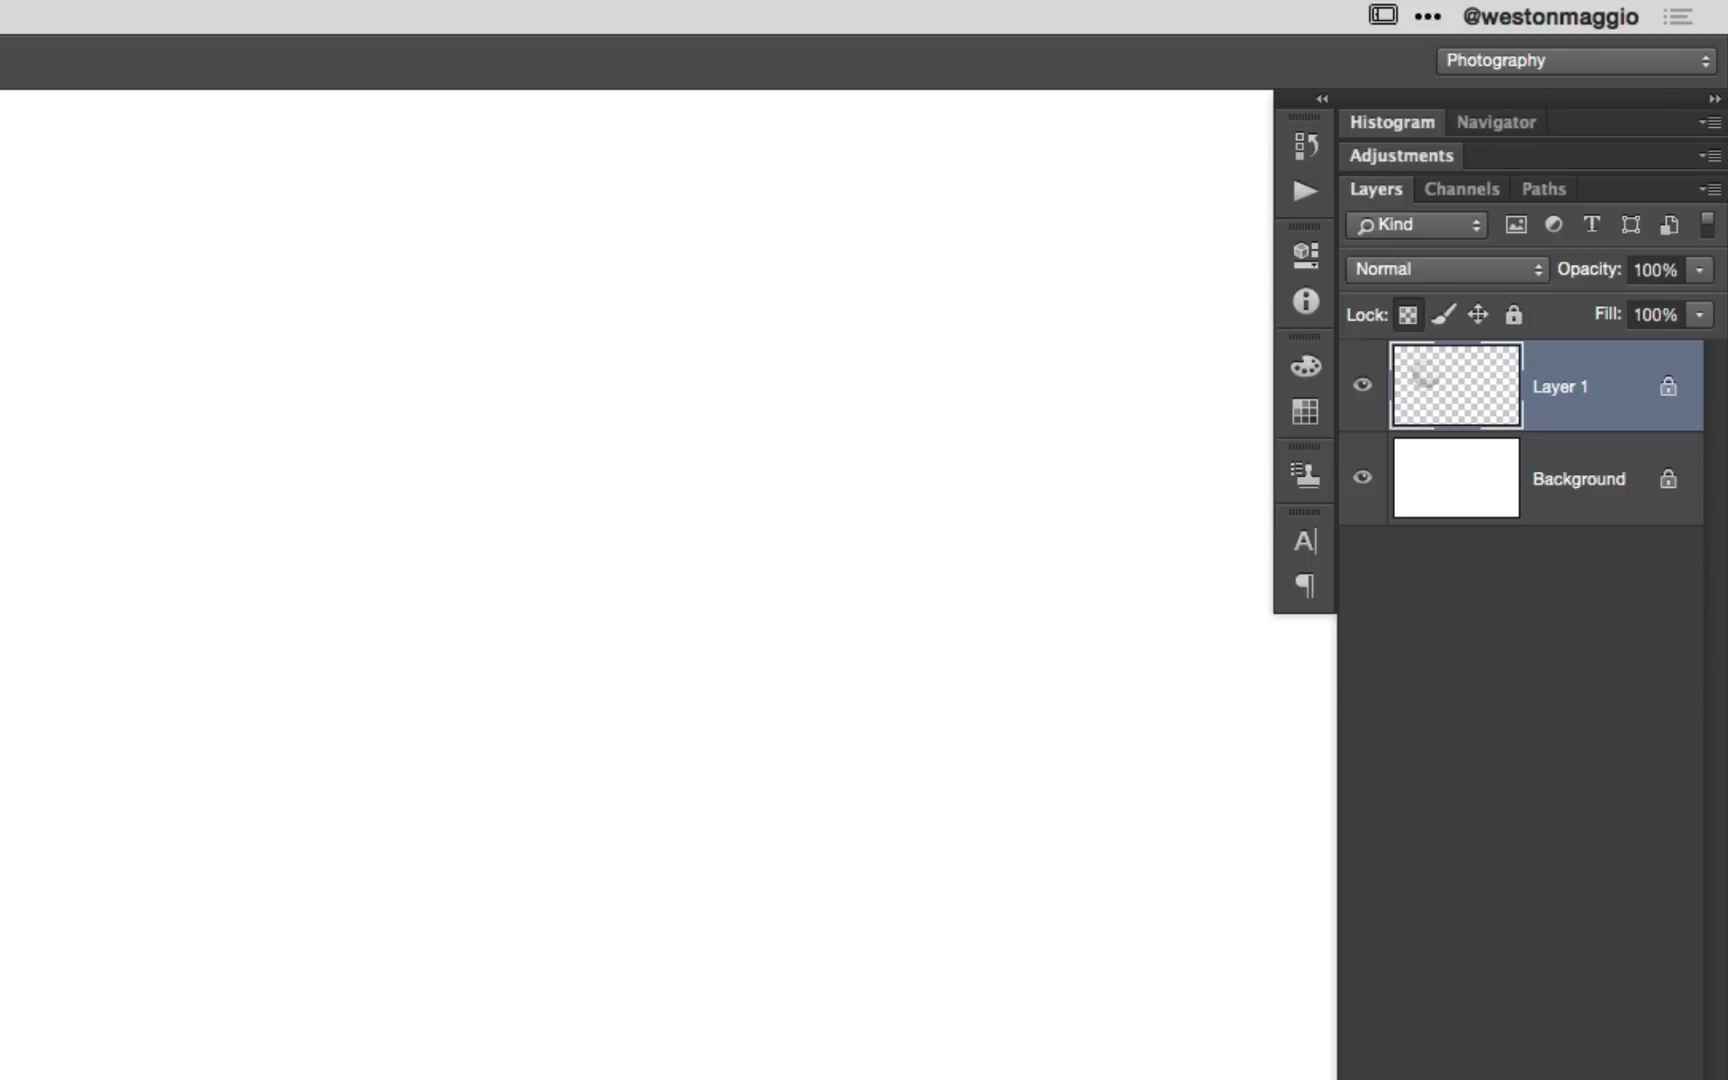 @westonmaggio
Photography
Histogram Navigator
Adjustments
Layers Channels Paths
Kind
Normal Opacity: 100%
Lock: Fill: 100%
Layer 1
Background